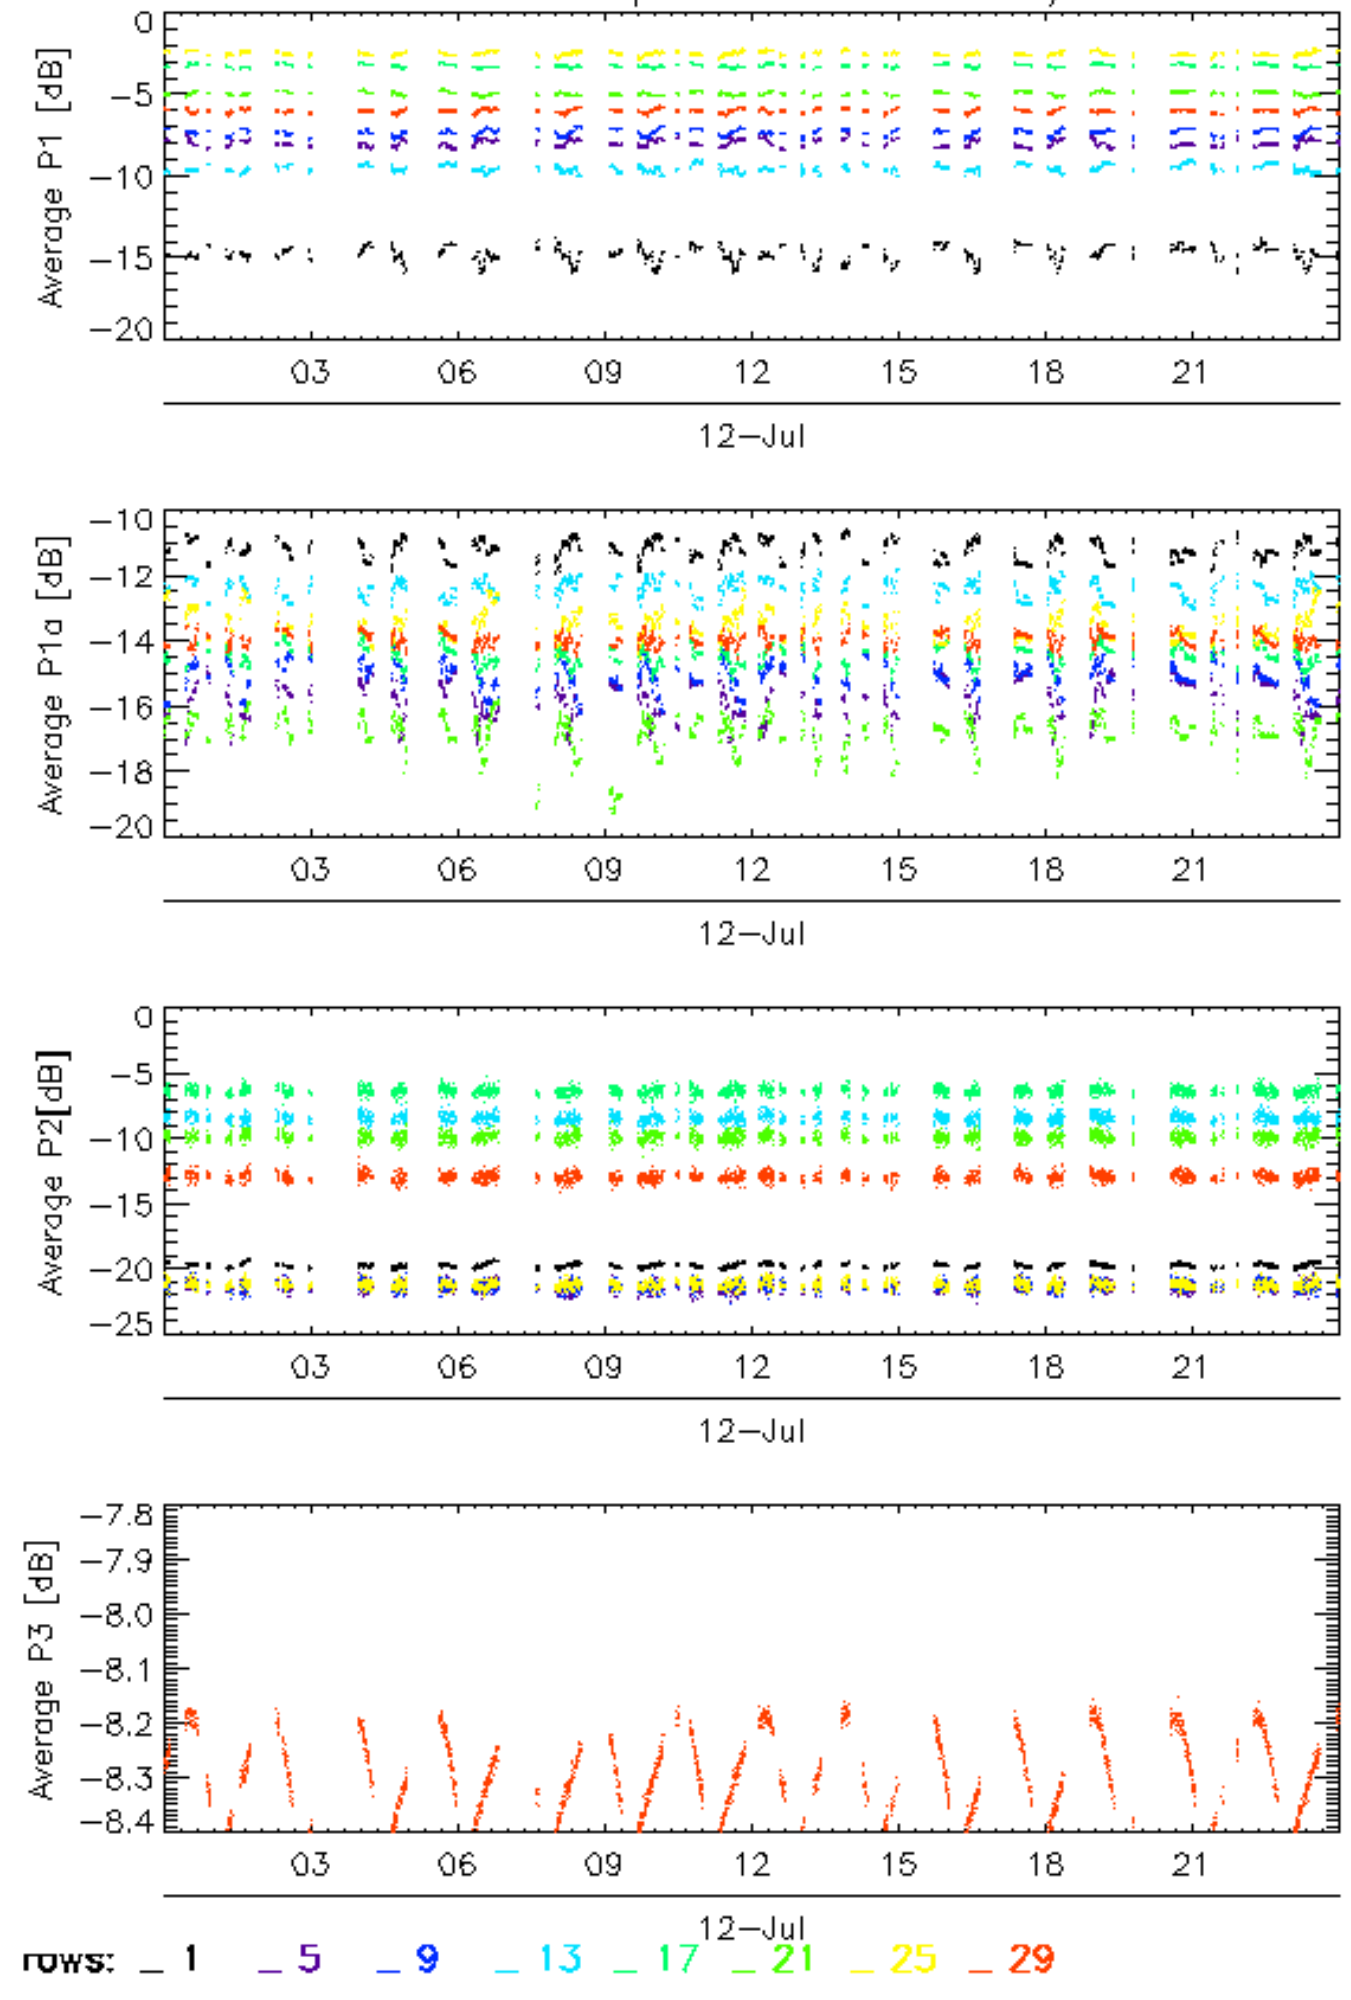 0
−5
−10
−15
−20
Average P1 [dB]
03 06 09 12 15 18 21
12−Jul
−10
−12
−14
−16
−18
−20
Average P1a [dB]
03 06 09 12 15 18 21
12−Jul
0
−5
−10
−15
−20
−25
Average P2[dB]
03 06 09 12 15 18 21
12−Jul
−7.8
−7.9
−8.0
−8.1
−8.2
−8.3
−8.4
Average P3 [dB]
03 06 09 12 15 18 21
12−Jul
rows: _ 1 _ 5 _ 9 _ 13 _ 17 _ 21 _ 25 _ 29